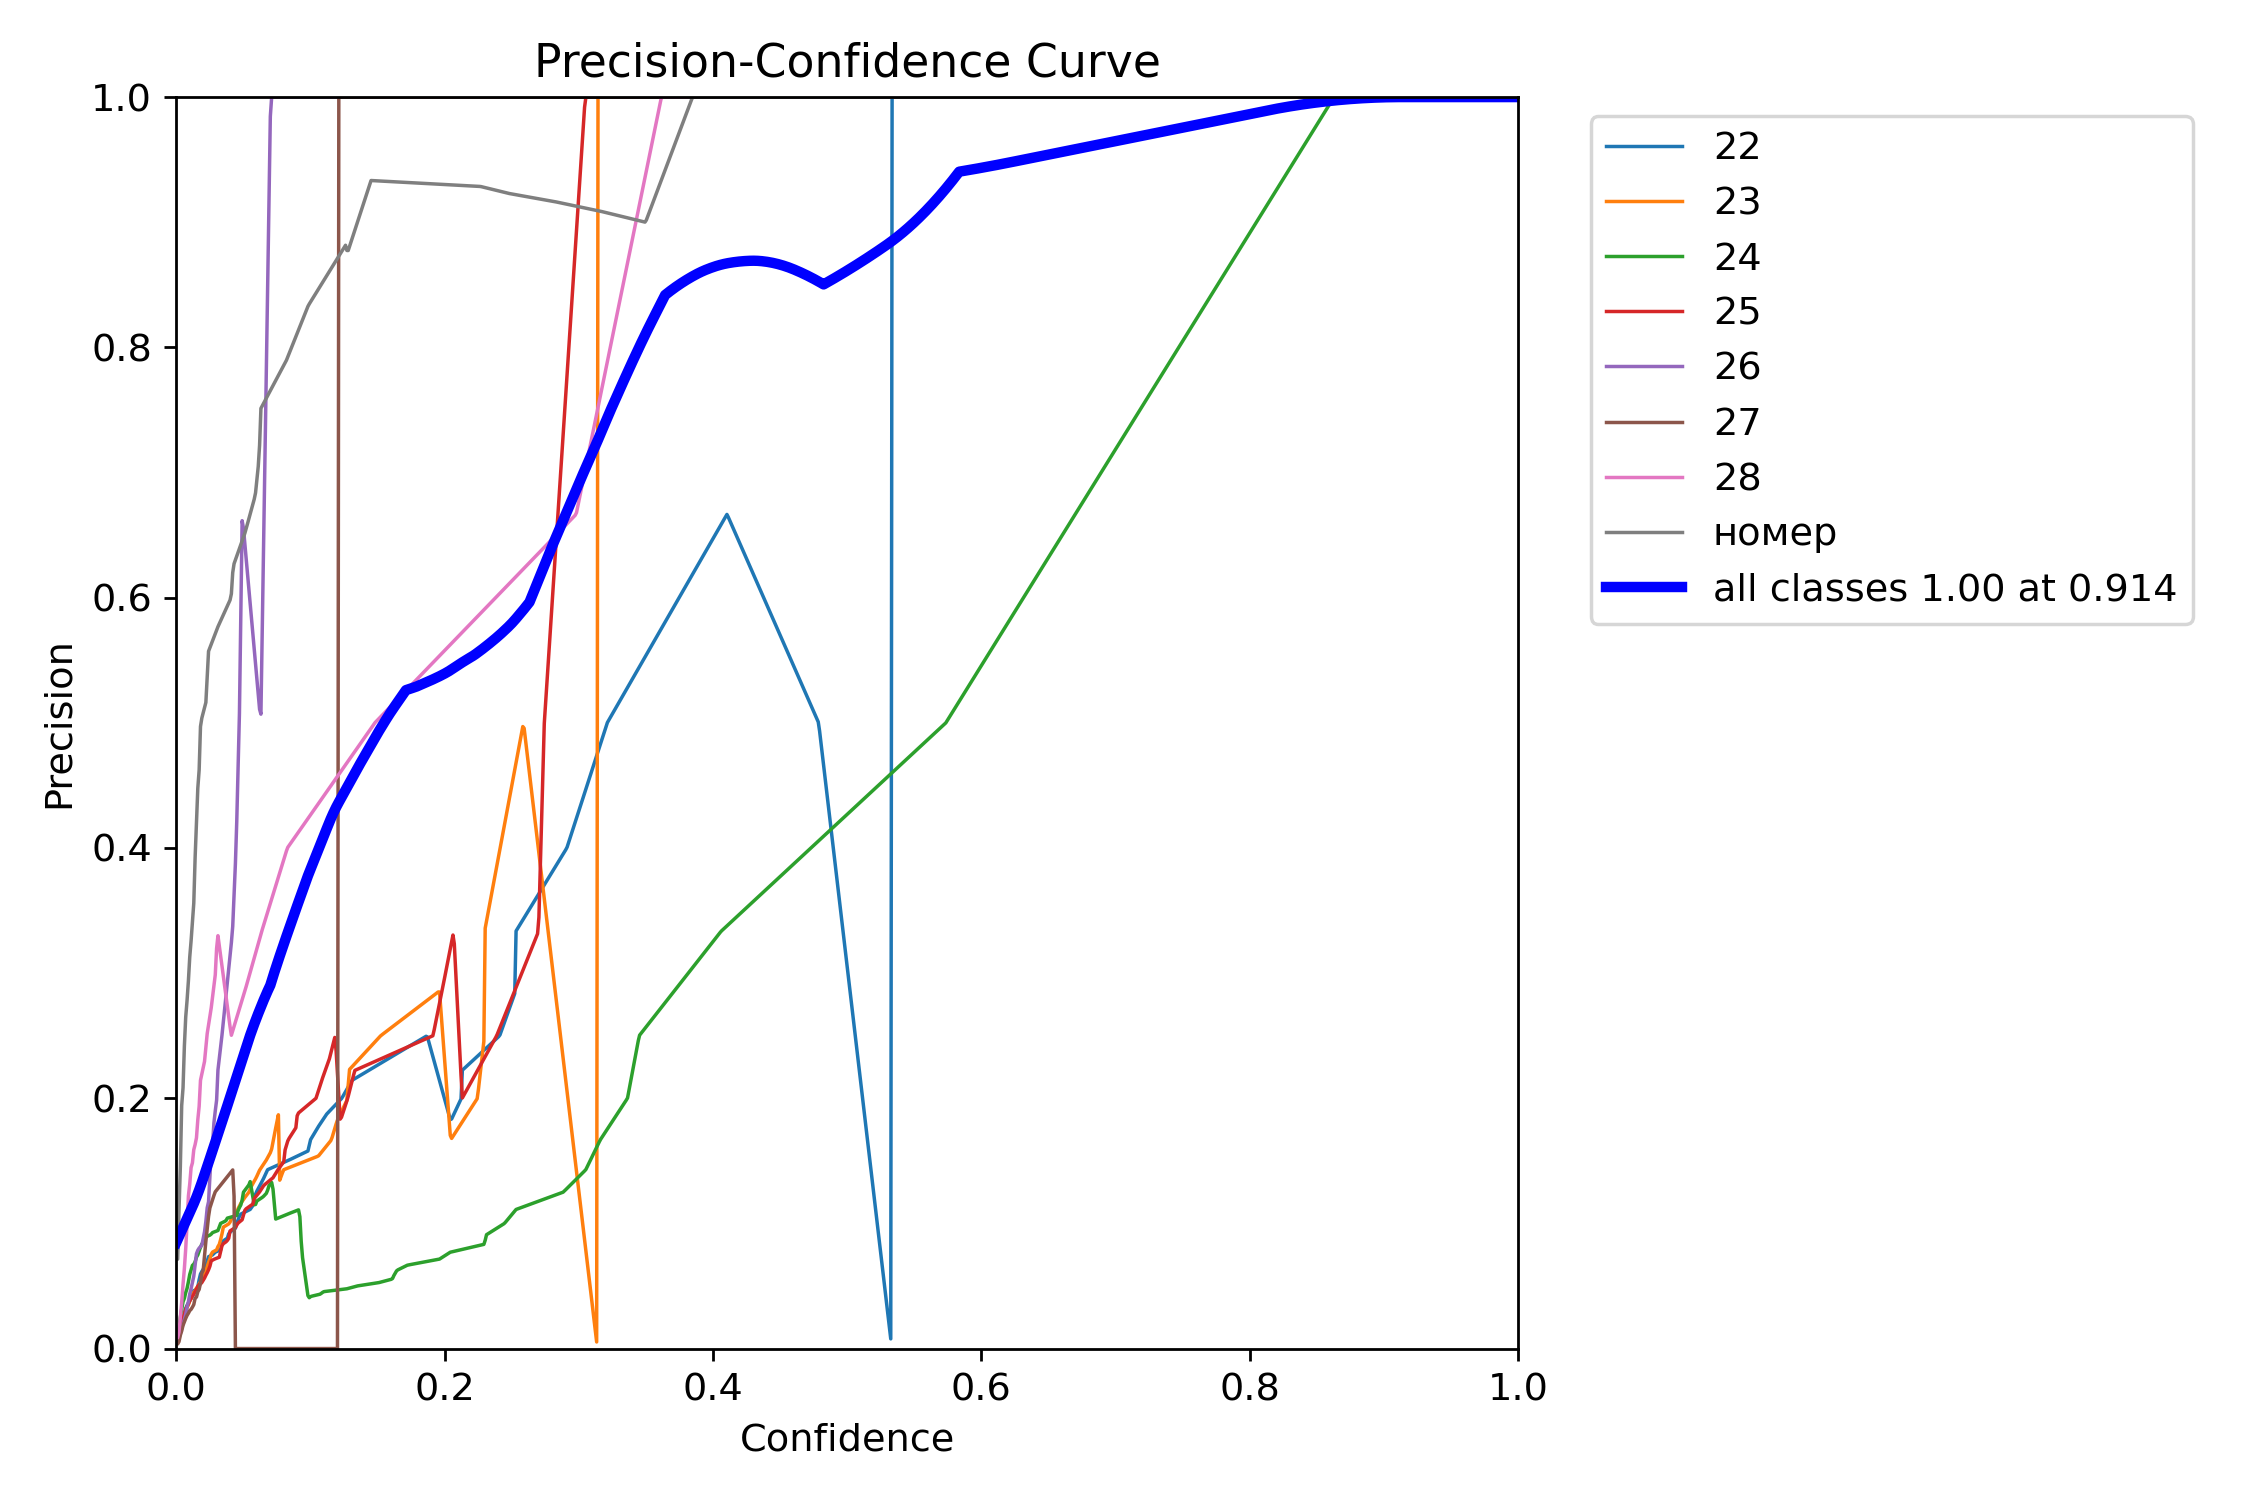 Precision-Confidence Curve
1.0
0.8
0.6
0.4
0.2
0.0
Precision
0.0 0.2 0.4 0.6 0.8 1.0
Confidence
22
23
24
25
26
27
28
номер
all classes 1.00 at 0.914